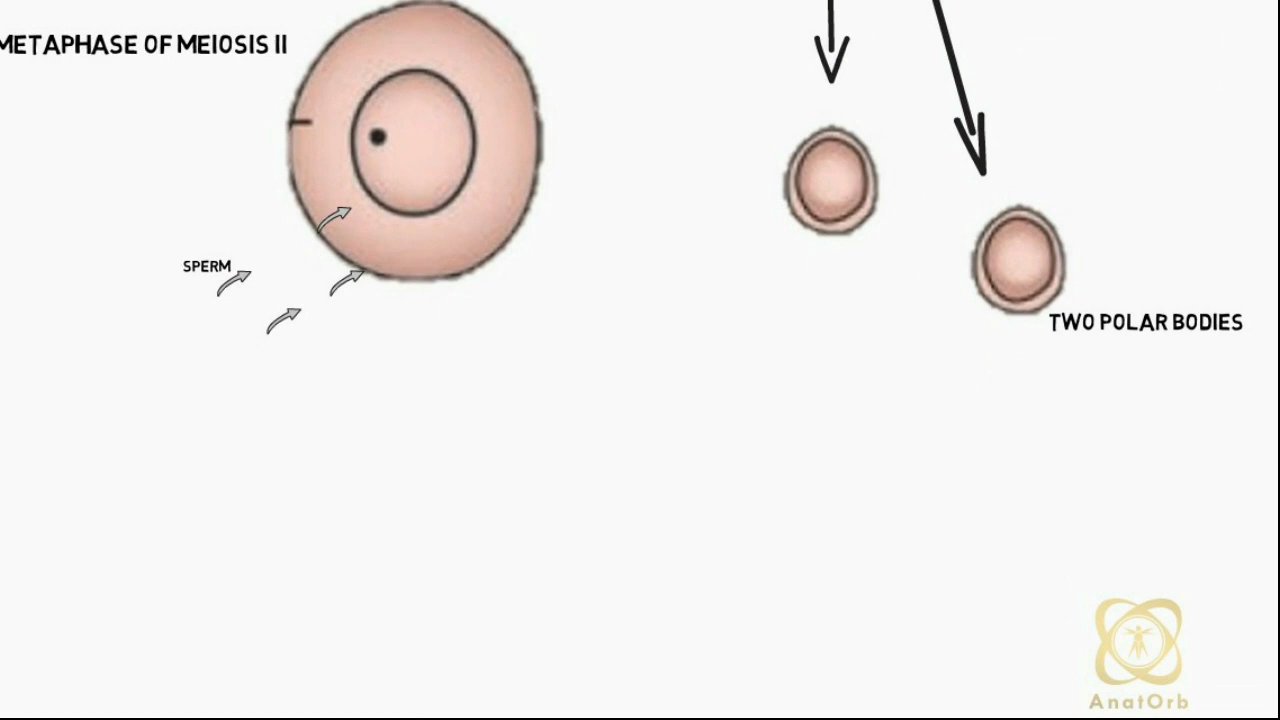 METAPHASE OF MEIOSIS II
SPERM
TWO POLAR BODIES
AnatOrb